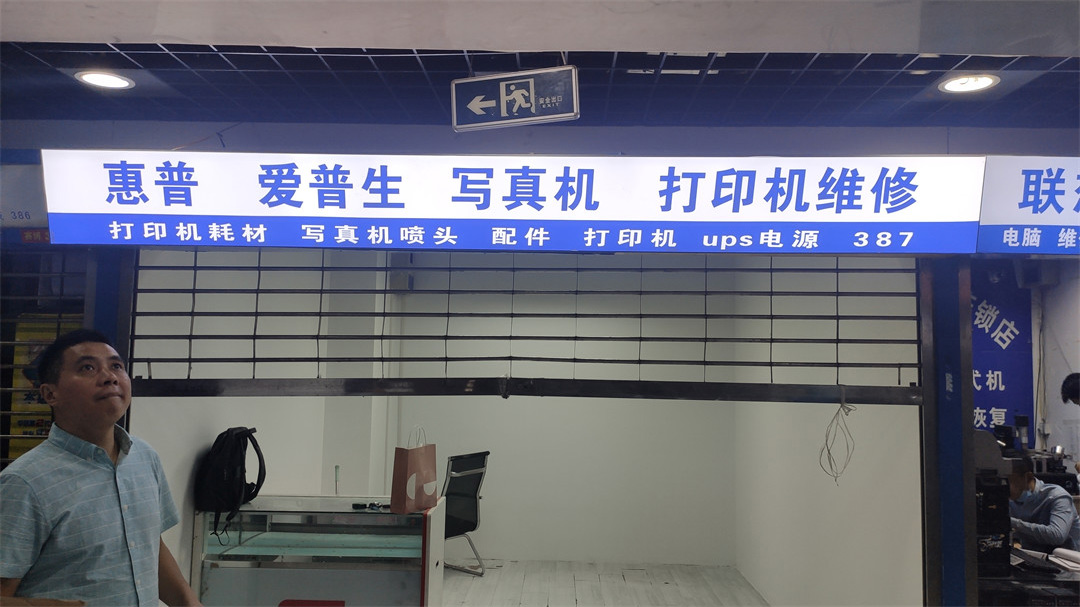 安全出口
EXIT
惠普 爱普生 写真机 打印机维修
打印机耗材 写真机喷头 配件 打印机 ups电源 387
386
联
电脑 维
锁店
式机
恢复